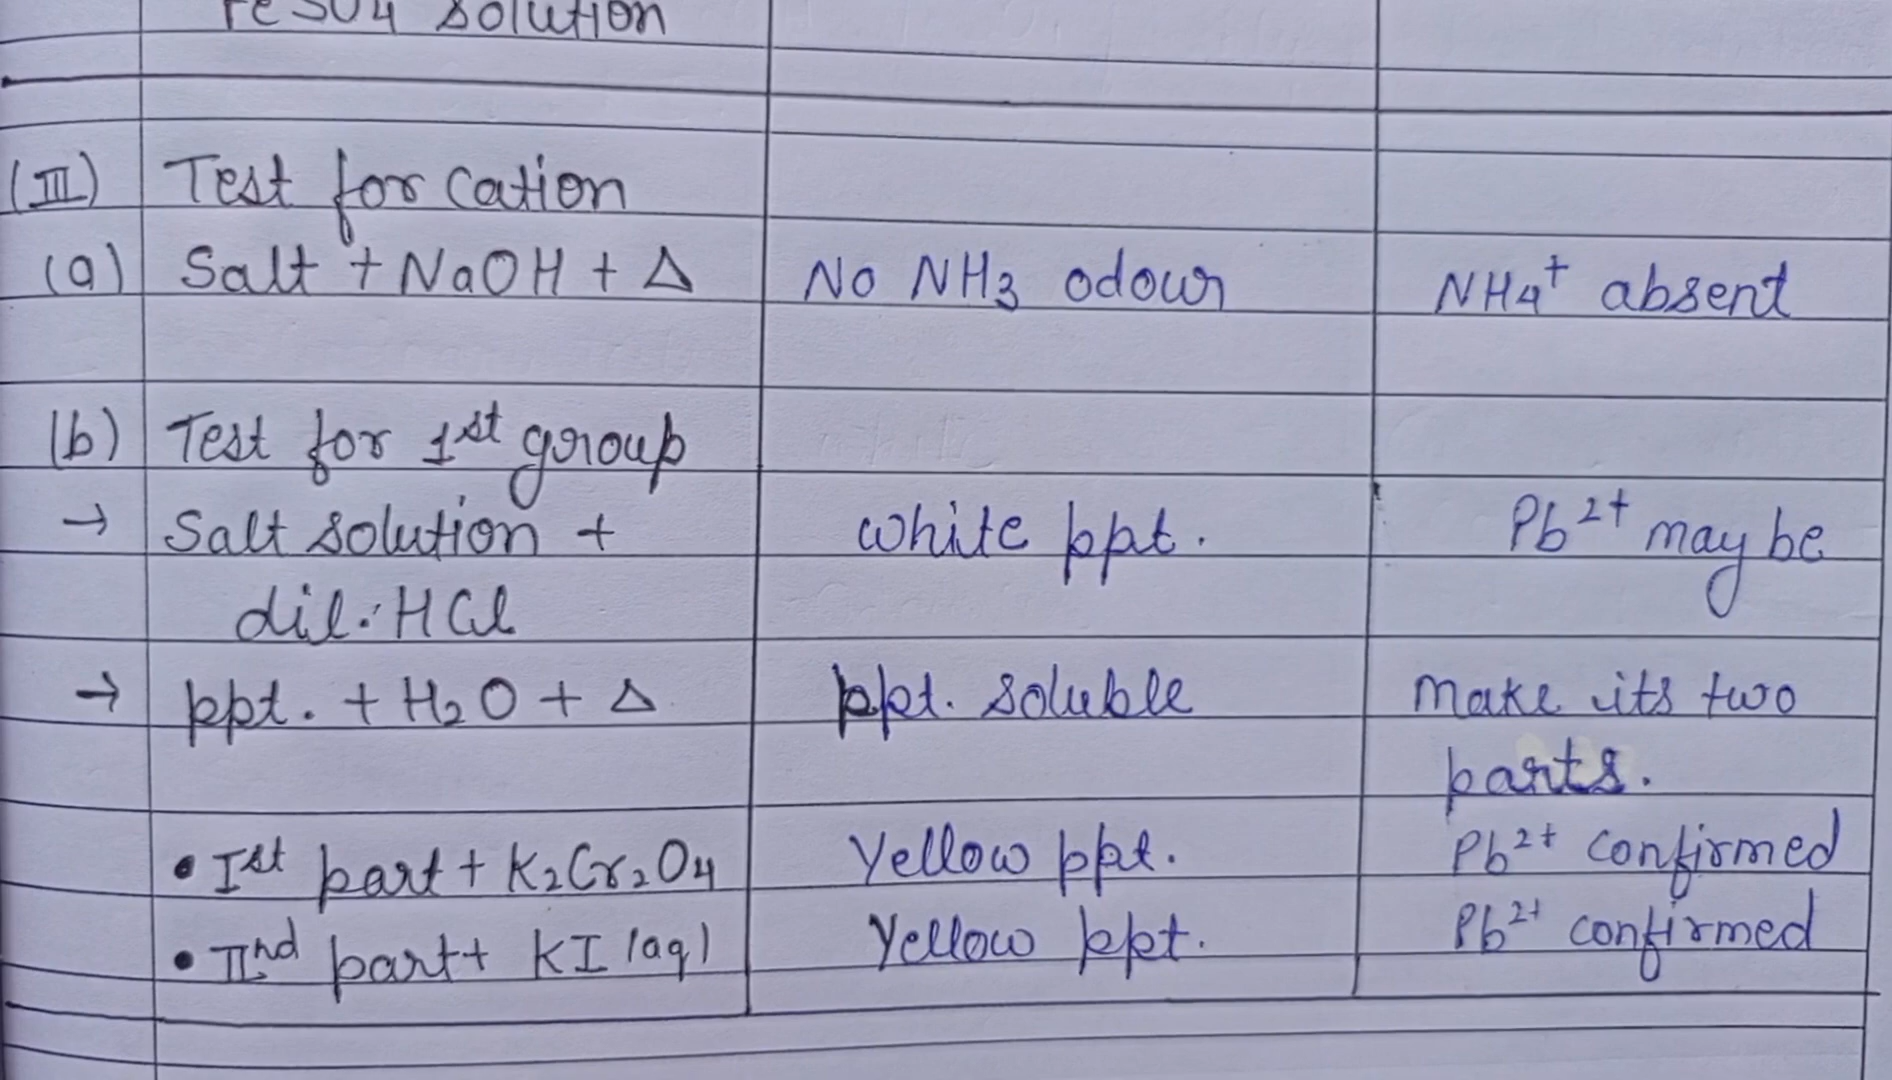 FeSO4 solution
(III) Test for cation
(a) Salt + NaOH + Δ No NH3 odour NH4+ absent
(b) Test for 1st group
→ Salt solution + white ppt. Pb2+ may be
dil. HCl
→ ppt. + H2O + Δ ppt. soluble Make its two
parts.
• Ist part + K2Cr2O4 Yellow ppt. Pb2+ confirmed
• IInd part + KI (aq) Yellow ppt. Pb2+ confirmed